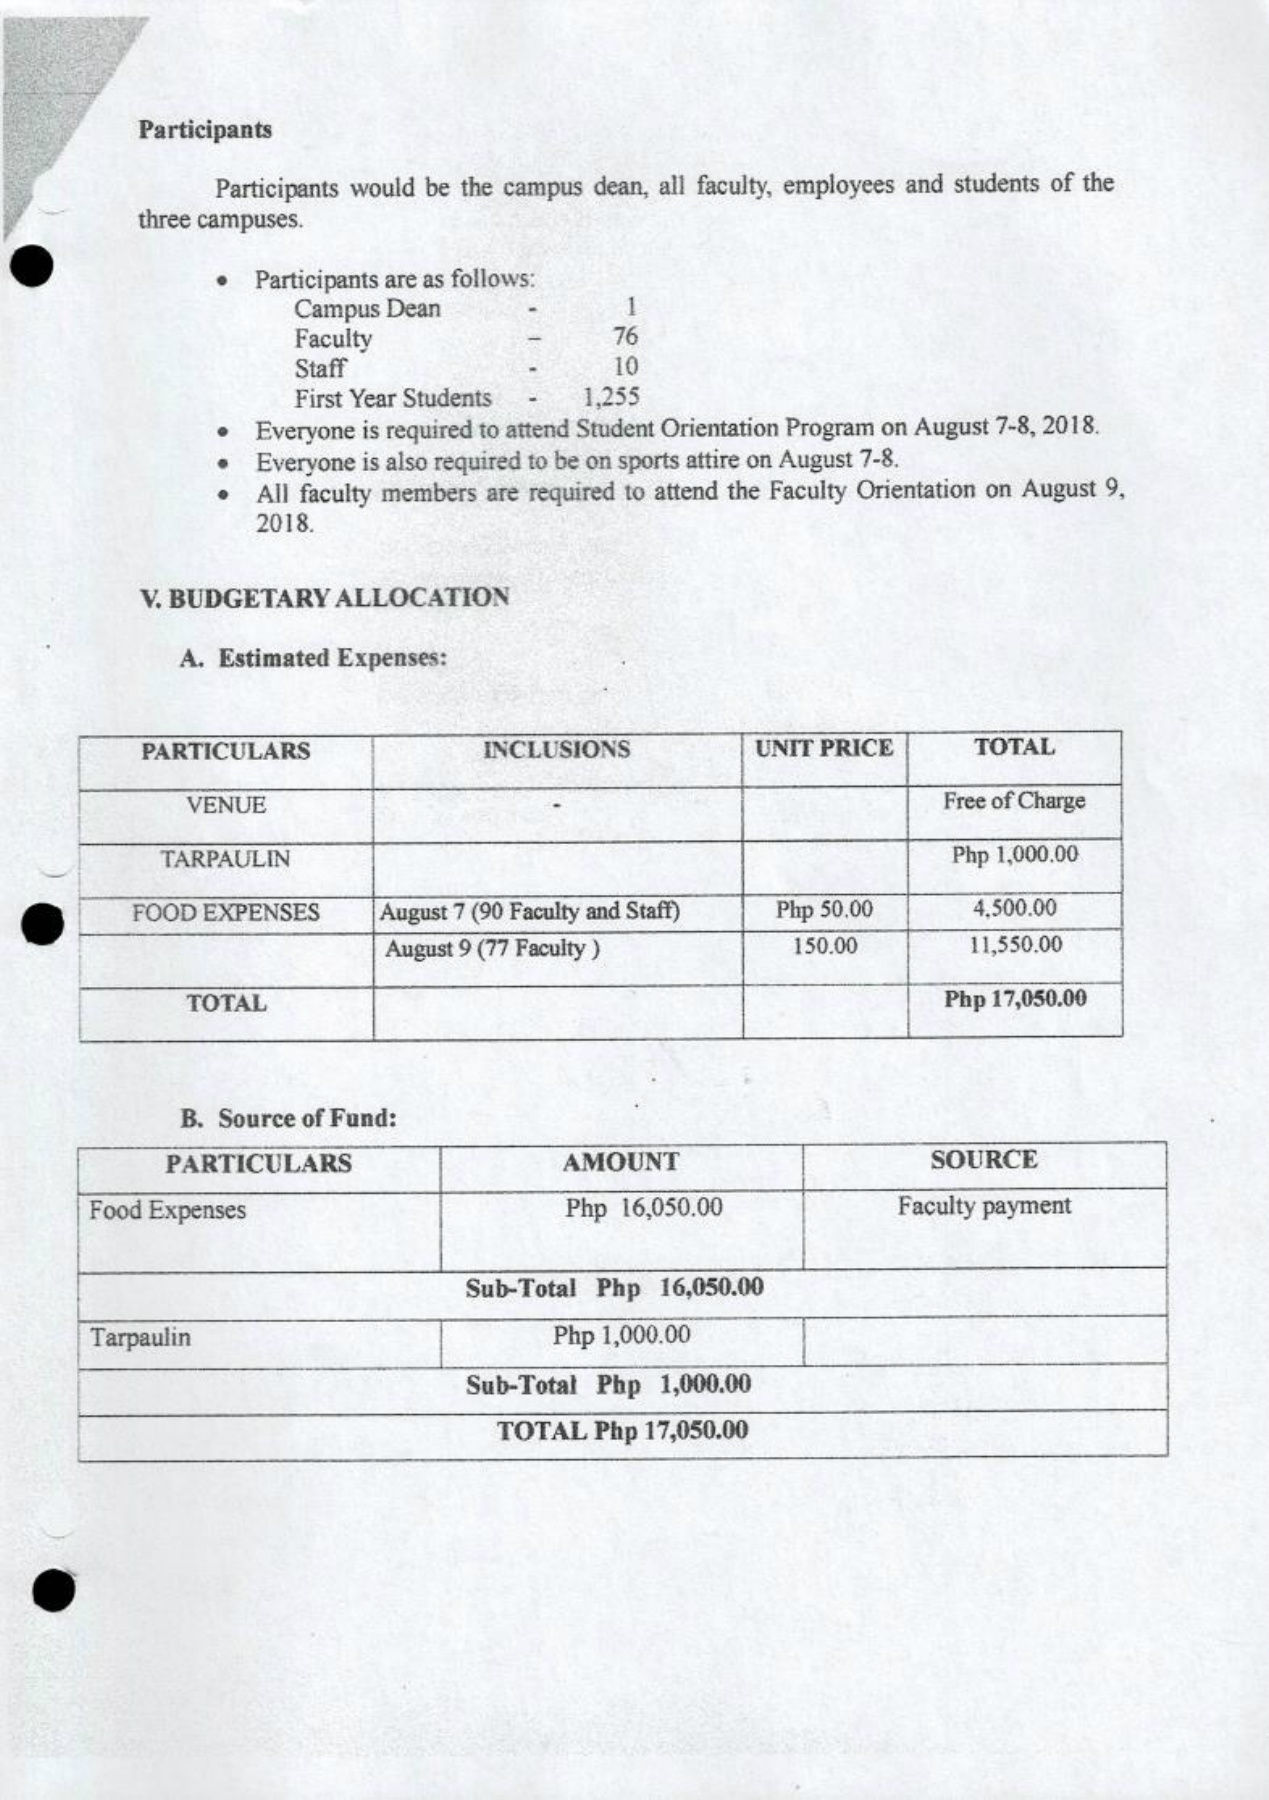 Participants
Participants would be the campus dean, all faculty, employees and students of the
three campuses.
• Participants are as follows:
Campus Dean - 1
Faculty – 76
Staff - 10
First Year Students - 1,255
• Everyone is required to attend Student Orientation Program on August 7-8, 2018.
• Everyone is also required to be on sports attire on August 7-8.
• All faculty members are required to attend the Faculty Orientation on August 9,
2018.
V. BUDGETARY ALLOCATION
A. Estimated Expenses:
PARTICULARS INCLUSIONS UNIT PRICE TOTAL
VENUE - Free of Charge
TARPAULIN Php 1,000.00
FOOD EXPENSES August 7 (90 Faculty and Staff) Php 50.00 4,500.00
August 9 (77 Faculty ) 150.00 11,550.00
TOTAL Php 17,050.00
B. Source of Fund:
PARTICULARS AMOUNT SOURCE
Food Expenses Php 16,050.00 Faculty payment
Sub-Total Php 16,050.00
Tarpaulin Php 1,000.00
Sub-Total Php 1,000.00
TOTAL Php 17,050.00